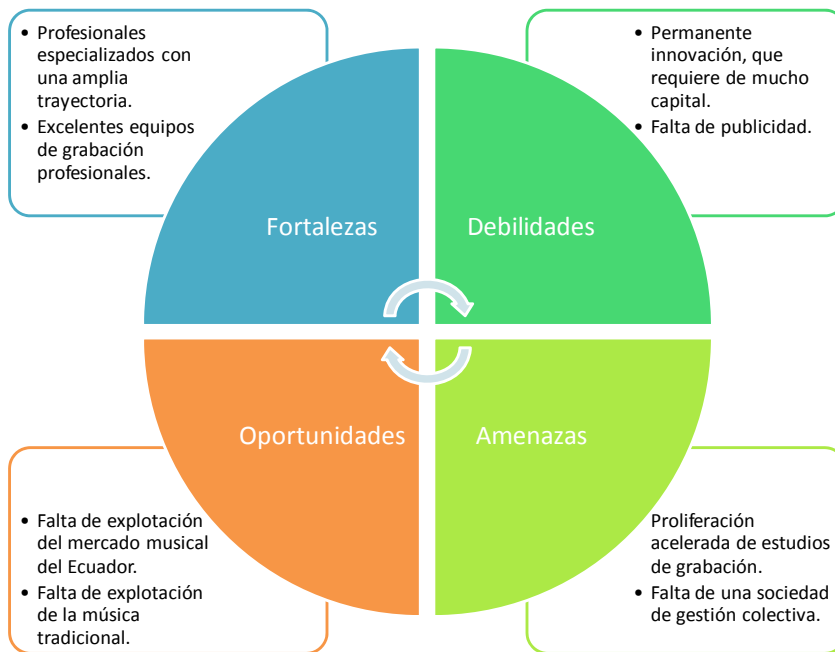 • Profesionales
especializados con
una amplia
trayectoria.
• Excelentes equipos
de grabación
profesionales.
• Permanente
innovación, que
requiere de mucho
capital.
• Falta de publicidad.
Fortalezas
Debilidades
Oportunidades
Amenazas
• Falta de explotación
del mercado musical
del Ecuador.
• Falta de explotación
de la música
tradicional.
Proliferación
acelerada de estudios
de grabación.
• Falta de una sociedad
de gestión colectiva.